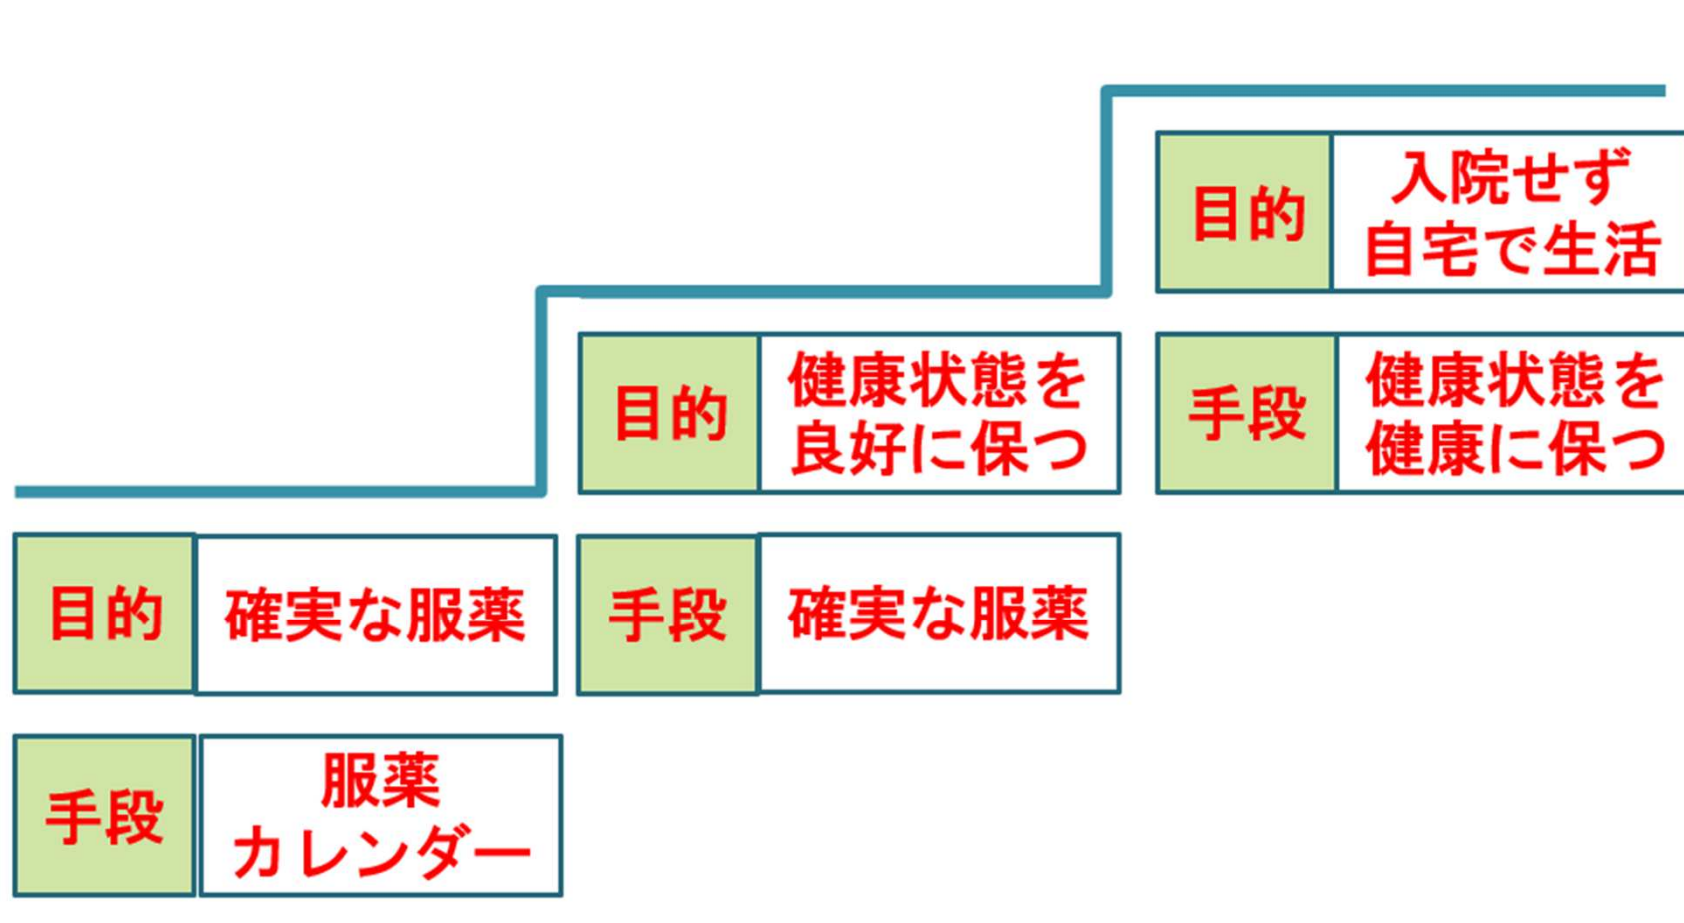 目的
入院せず
自宅で生活
目的
健康状態を
良好に保つ
手段
健康状態を
健康に保つ
目的
確実な服薬
手段
確実な服薬
手段
服薬
カレンダー